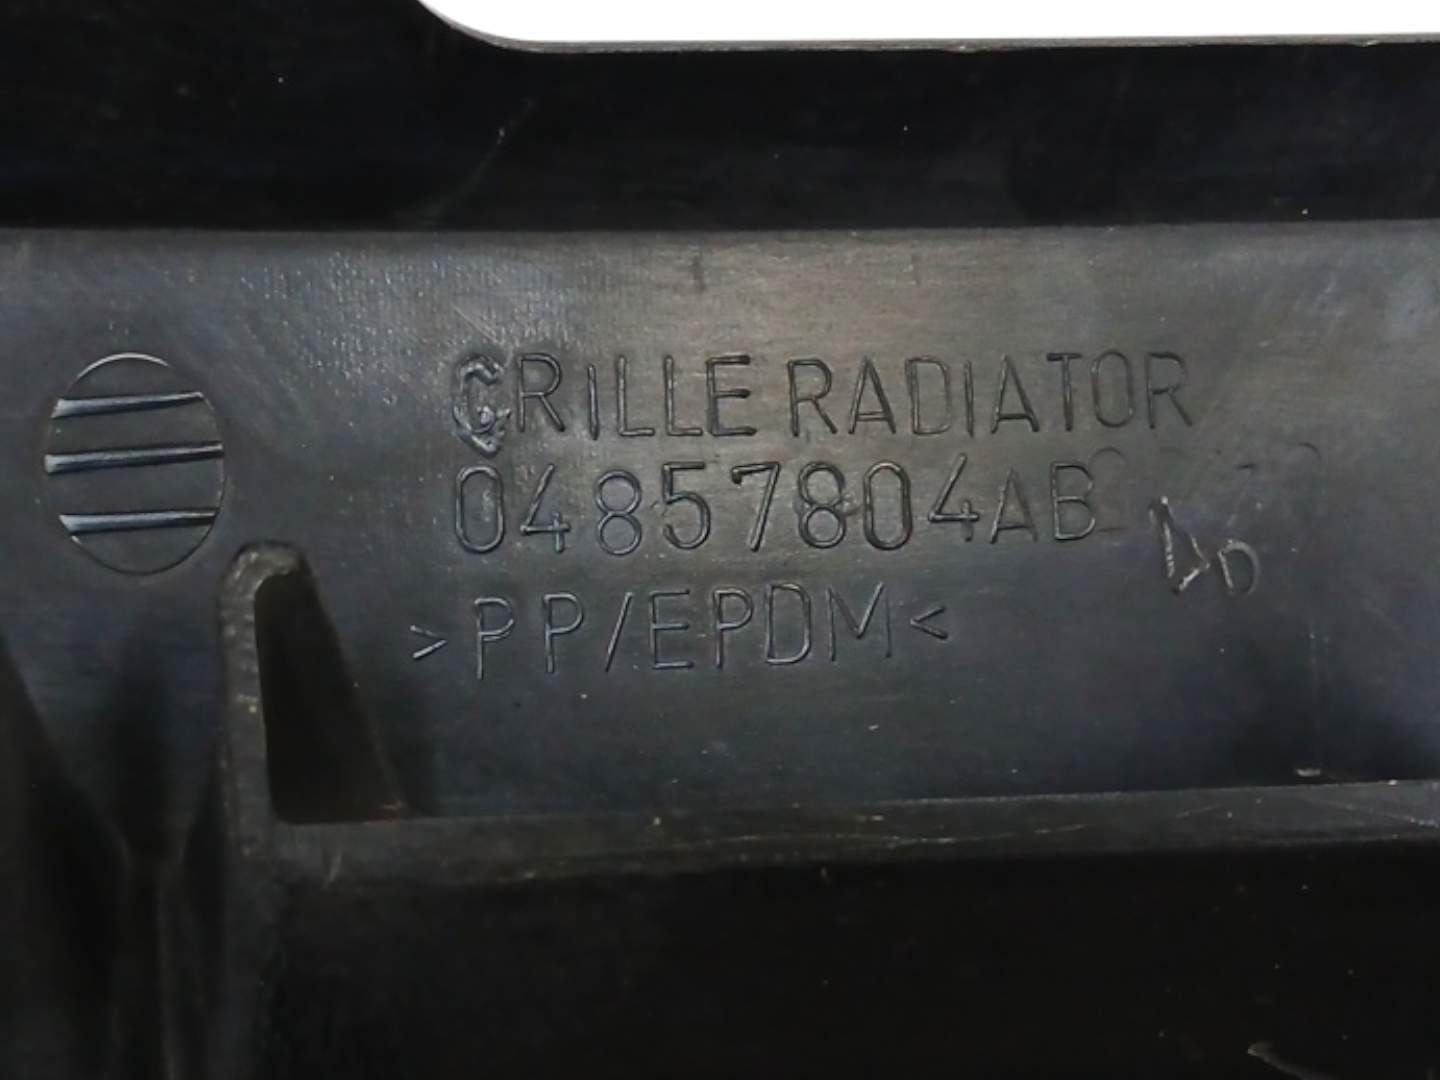 GRILLE RADIATOR
04857804AB
>PP/EPDM<